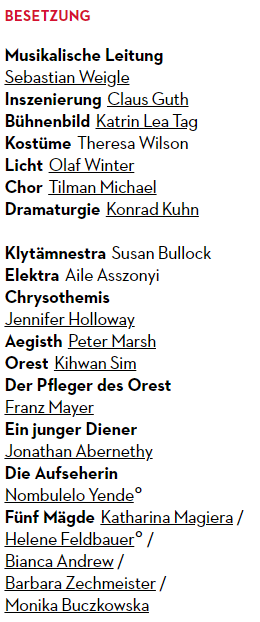 BESETZUNG
Musikalische Leitung
Sebastian Weigle
Inszenierung Claus Guth
Bühnenbild Katrin Lea Tag
Kostüme Theresa Wilson
Licht Olaf Winter
Chor Tilman Michael
Dramaturgie Konrad Kuhn
Klytämnestra Susan Bullock
Elektra Aile Asszonyi
Chrysothemis
Jennifer Holloway
Aegisth Peter Marsh
Orest Kihwan Sim
Der Pfleger des Orest
Franz Mayer
Ein junger Diener
Jonathan Abernethy
Die Aufseherin
Nombulelo Yende°
Fünf Mägde Katharina Magiera /
Helene Feldbauer° /
Bianca Andrew /
Barbara Zechmeister /
Monika Buczkowska